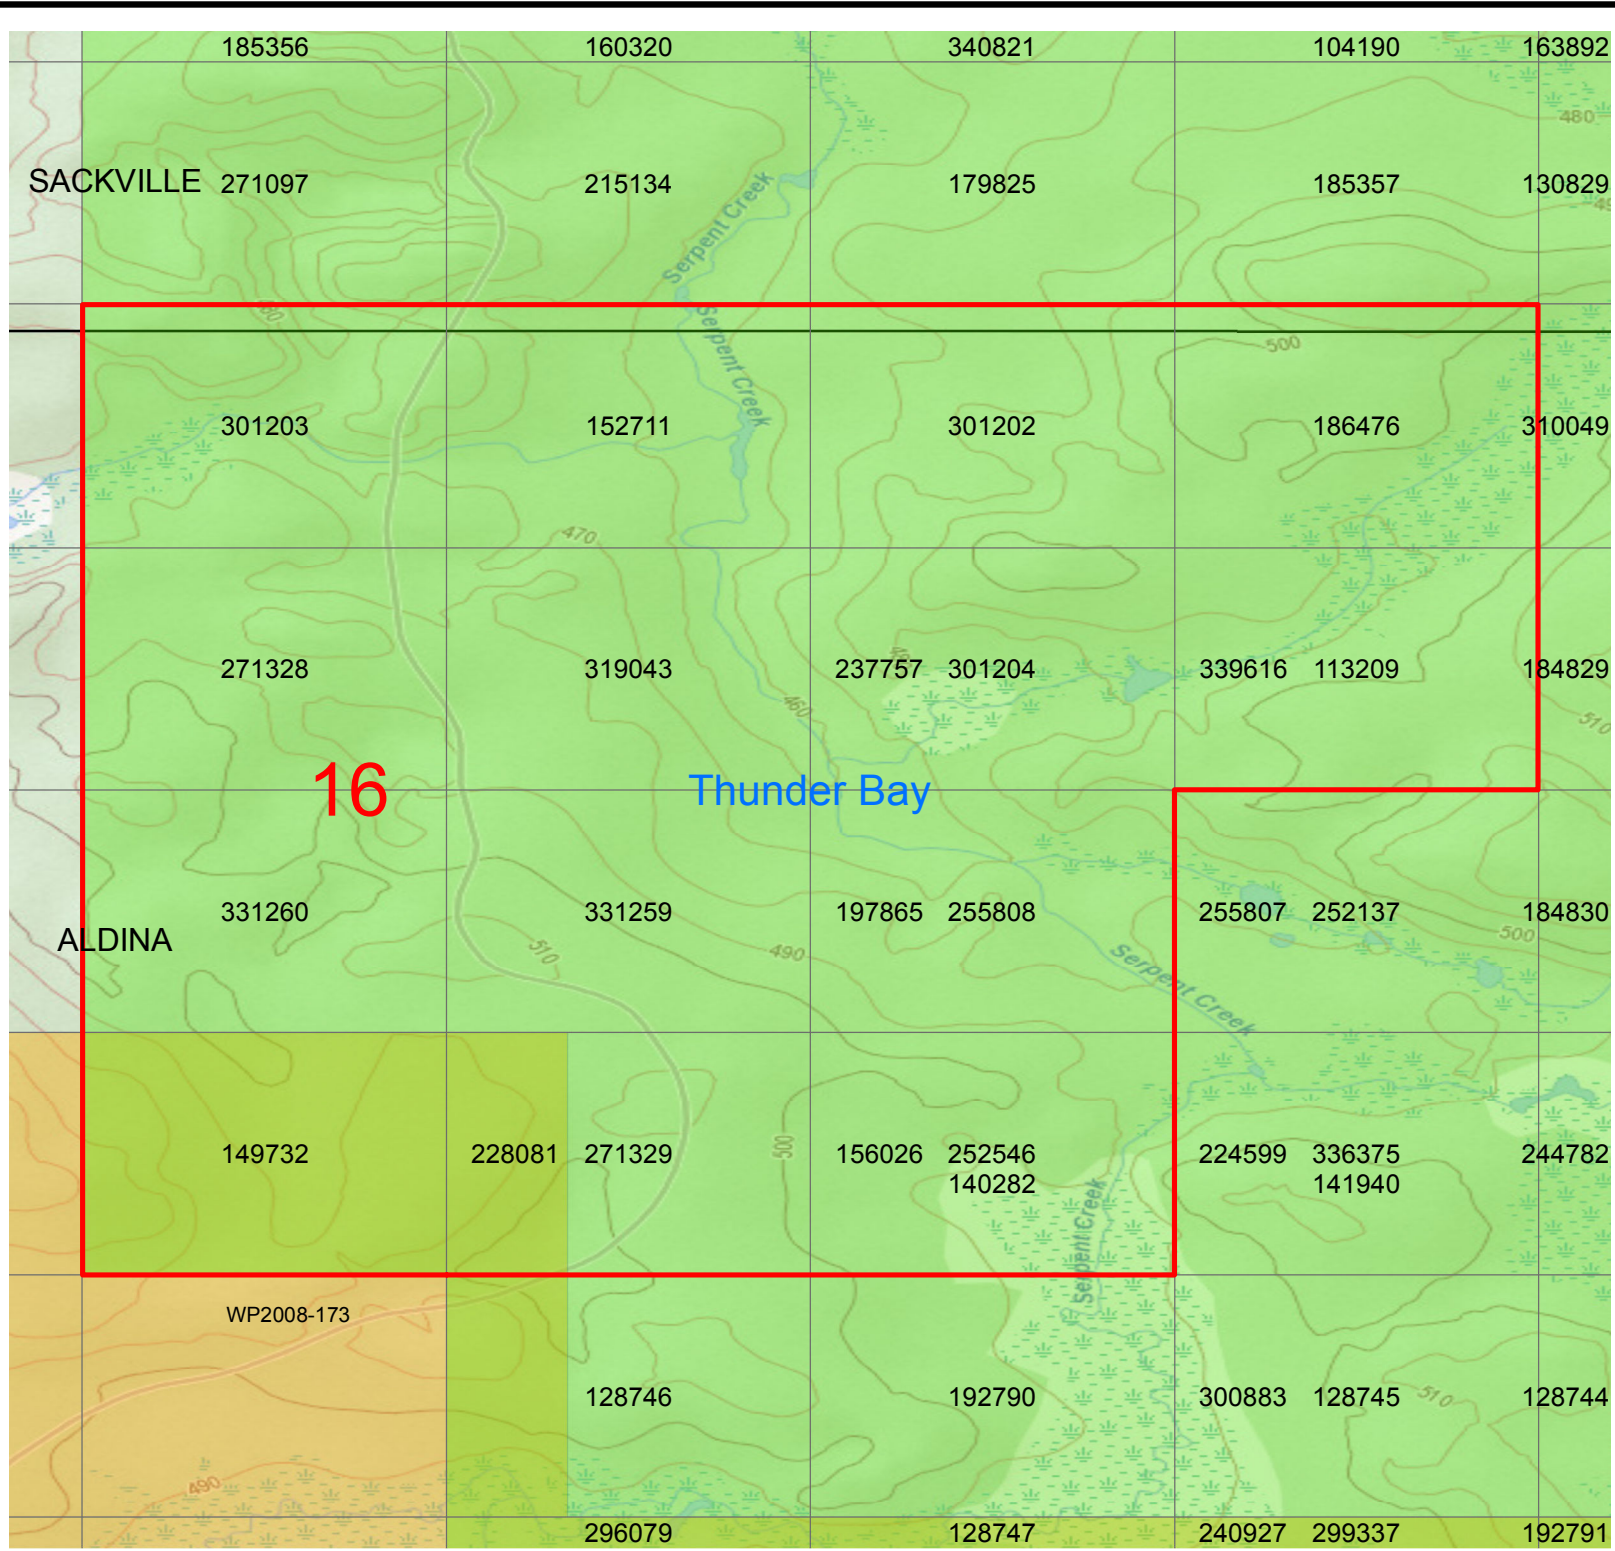 185356 160320 340821 104190 163892
480
SACKVILLE 271097 215134 179825 185357 130829
Serpent Creek
Serpent Creek
500
301203 152711 301202 186476 310049
470
271328 319043 237757 301204 339616 113209 184829
460
510
16 Thunder Bay
331260 331259 197865 255808 255807 252137 184830
ALDINA
510 490 500
Serpent Creek
149732 228081 271329 500 156026 252546 224599 336375 244782
140282 141940
Serpent Creek
WP2008-173
128746 192790 300883 128745 510 128744
490
296079 128747 240927 299337 192791